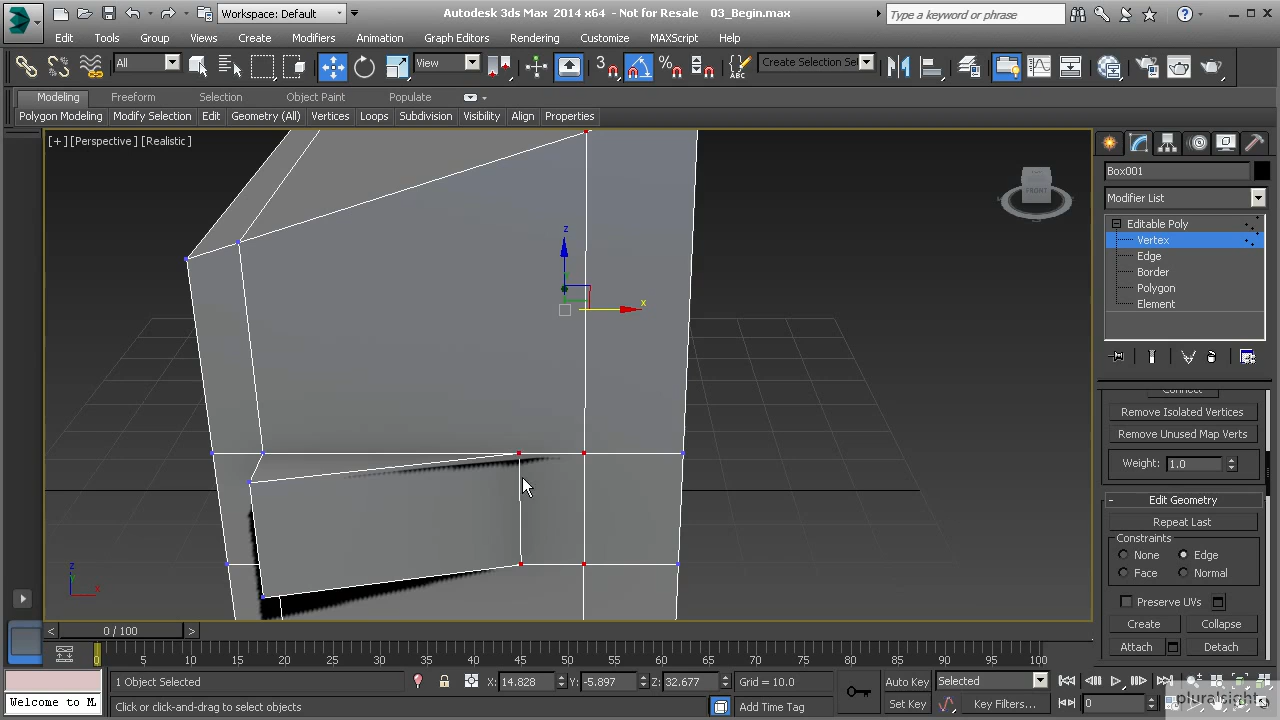 Workspace: Default
Autodesk 3ds Max 2014 x64 - Not for Resale 03_Begin.max
Type a keyword or phrase
Edit Tools Group Views Create Modifiers Animation Graph Editors Rendering Customize MAXScript Help
All View 3 % Create Selection Se
Modeling Freeform Selection Object Paint Populate
Polygon Modeling Modify Selection Edit Geometry (All) Vertices Loops Subdivision Visibility Align Properties
[+] [Perspective] [Realistic]
FRONT
z
x
z
x
Box001
Modifier List
Editable Poly
Vertex
Edge
Border
Polygon
Element
Connect
Remove Isolated Vertices
Remove Unused Map Verts
Weight: 1.0
- Edit Geometry
Repeat Last
Constraints
None Edge
Face Normal
Preserve UVs
Create Collapse
Attach Detach
< 0 / 100 >
0 5 10 15 20 25 30 35 40 45 50 55 60 65 70 75 80 85 90 95 100
1 Object Selected X: 14.828 Y: -5.897 Z: 32.677 Grid = 10.0 Auto Key Selected
Welcome to M Click or click-and-drag to select objects Add Time Tag Set Key Key Filters... 0
pluralsight